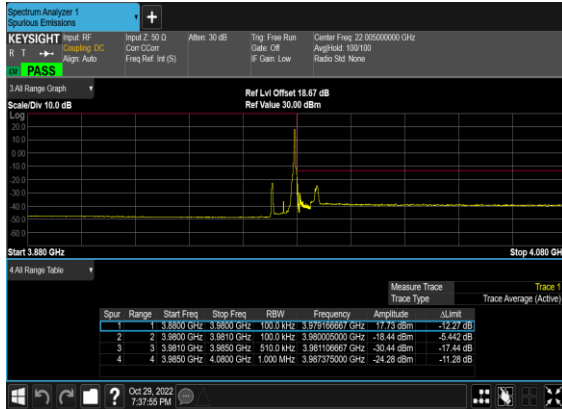 Spectrum Analyzer 1
Spurious Emissions
KEYSIGHT
R T
PASS
Input: RF
Coupling: DC
Align: Auto
Input Z: 50 Ω
Corr CCorr
Freq Ref: Int (S)
Atten: 30 dB
Trig: Free Run
Gate: Off
IF Gain: Low
Center Freq: 22.005000000 GHz
Avg|Hold: 100/100
Radio Std: None
3 All Range Graph
Scale/Div 10.0 dB
Ref Lvl Offset 18.67 dB
Ref Value 30.00 dBm
Log
20.0
10.0
0.00
-10.0
-20.0
-30.0
-40.0
-50.0
-60.0
Start 3.880 GHz
Stop 4.080 GH
4 All Range Table
Measure Trace Trace 1
Trace Type Trace Average (Active)
Spur Range Start Freq Stop Freq RBW Frequency Amplitude ΔLimit
1 1 3.8800 GHz 3.9800 GHz 100.0 kHz 3.979166667 GHz 17.73 dBm -12.27 dB
2 2 3.9800 GHz 3.9810 GHz 100.0 kHz 3.980005000 GHz -18.44 dBm -5.442 dB
3 3 3.9810 GHz 3.9850 GHz 510.0 kHz 3.981106667 GHz -30.44 dBm -17.44 dB
4 4 3.9850 GHz 4.0800 GHz 1.000 MHz 3.987375000 GHz -24.28 dBm -11.28 dB
Oct 29, 2022
7:37:55 PM